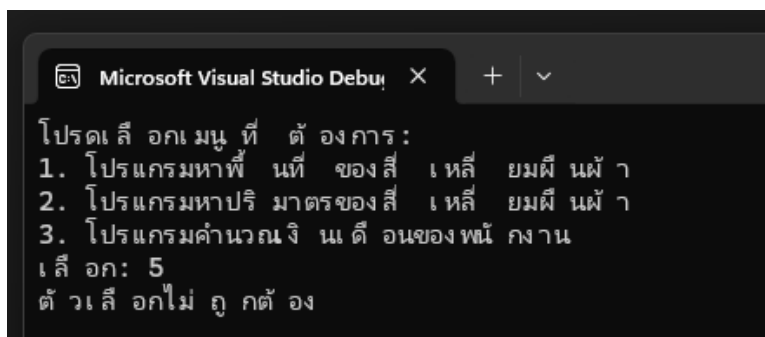 Microsoft Visual Studio Debu
โปรดเลือกเมนูที่ต้องการ:
1. โปรแกรมหาพื้นที่ของสี่เหลี่ยมผืนผ้า
2. โปรแกรมหาปริมาตรของสี่เหลี่ยมผืนผ้า
3. โปรแกรมคำนวณเงินเดือนของพนักงาน
เลือก: 5
ตัวเลือกไม่ถูกต้อง